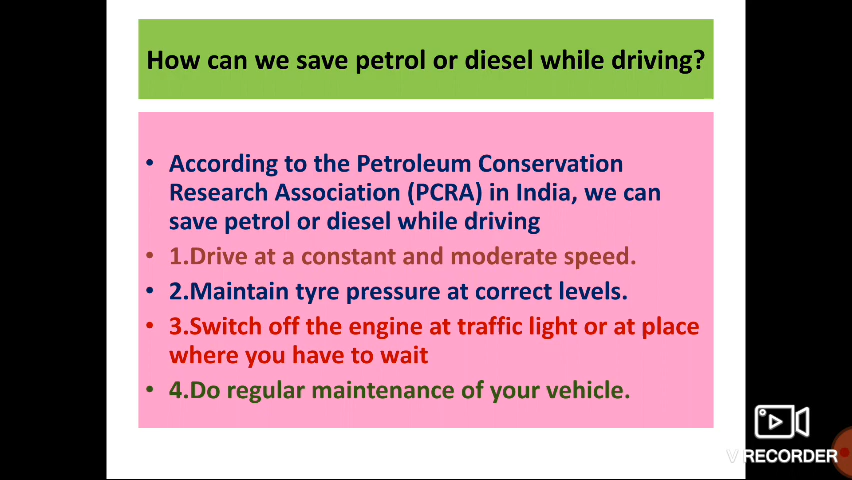 How can we save petrol or diesel while driving?
• According to the Petroleum Conservation
Research Association (PCRA) in India, we can
save petrol or diesel while driving
• 1.Drive at a constant and moderate speed.
• 2.Maintain tyre pressure at correct levels.
• 3.Switch off the engine at traffic light or at place
where you have to wait
• 4.Do regular maintenance of your vehicle.
V RECORDER